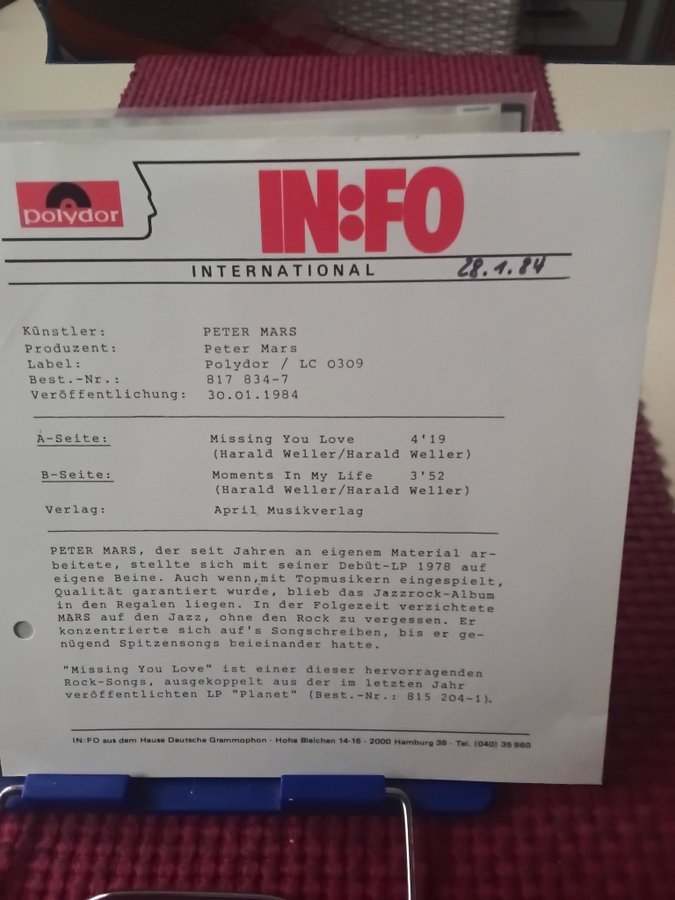 polydor
IN:FO
INTERNATIONAL 28.1.84
Künstler: PETER MARS
Produzent: Peter Mars
Label: Polydor / LC 0309
Best.-Nr.: 817 834-7
Veröffentlichung: 30.01.1984
A-Seite: Missing You Love 4'19
(Harald Weller/Harald Weller)
B-Seite: Moments In My Life 3'52
(Harald Weller/Harald Weller)
Verlag: April Musikverlag
PETER MARS, der seit Jahren an eigenem Material ar-
beitete, stellte sich mit seiner Debüt-LP 1978 auf
eigene Beine. Auch wenn,mit Topmusikern eingespielt,
Qualität garantiert wurde, blieb das Jazzrock-Album
in den Regalen liegen. In der Folgezeit verzichtete
MARS auf den Jazz, ohne den Rock zu vergessen. Er
konzentrierte sich auf's Songschreiben, bis er ge-
nügend Spitzensongs beieinander hatte.
"Missing You Love" ist einer dieser hervorragenden
Rock-Songs, ausgekoppelt aus der im letzten Jahr
veröffentlichten LP "Planet" (Best.-Nr.: 815 204-1).
IN:FO aus dem Hause Deutsche Grammophon · Hohe Bleichen 14-16 · 2000 Hamburg 36 · Tel. (040) 35 960